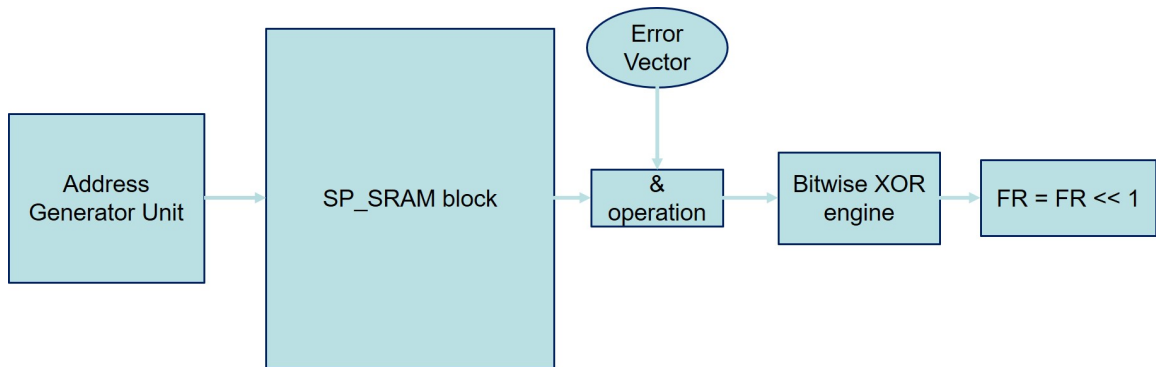 Error
Vector
Address
Generator Unit
SP_SRAM block
&
operation
Bitwise XOR
engine
FR = FR << 1